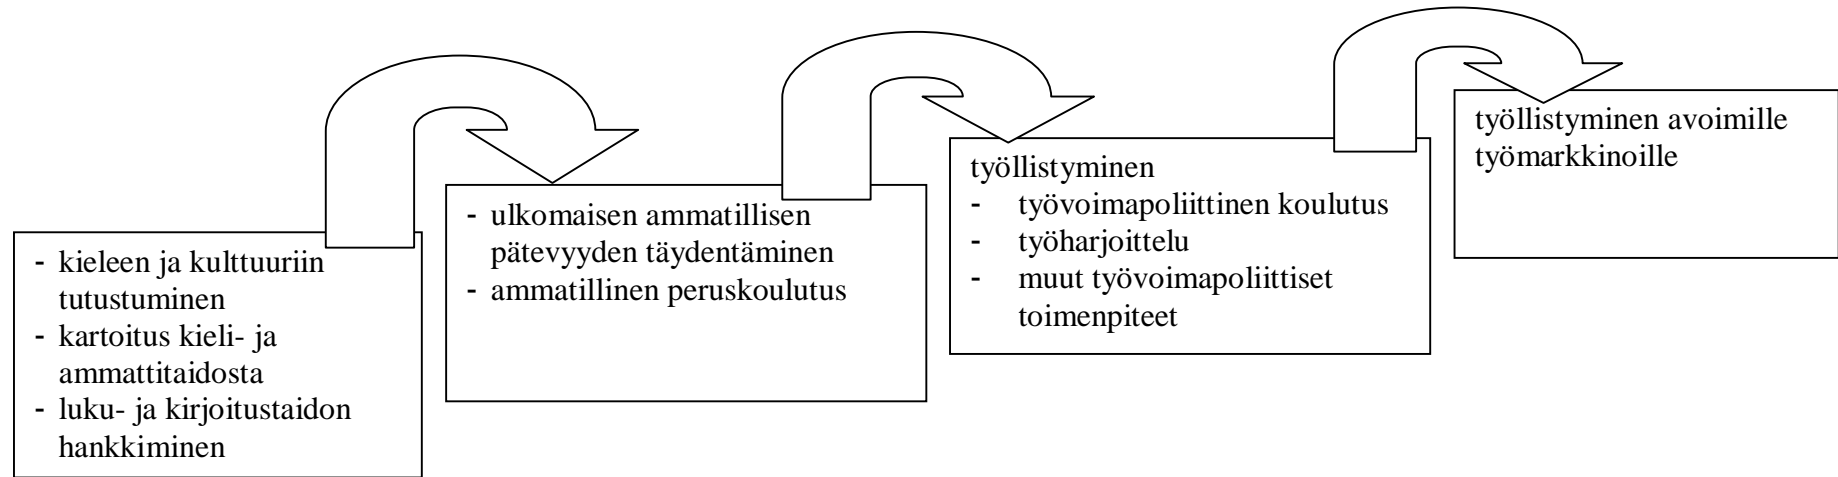 - kieleen ja kulttuuriin
tutustuminen
- kartoitus kieli- ja
ammattitaidosta
- luku- ja kirjoitustaidon
hankkiminen
- ulkomaisen ammatillisen
pätevyyden täydentäminen
- ammatillinen peruskoulutus
työllistyminen
- työvoimapoliittinen koulutus
- työharjoittelu
- muut työvoimapoliittiset
toimenpiteet
työllistyminen avoimille
työmarkkinoille